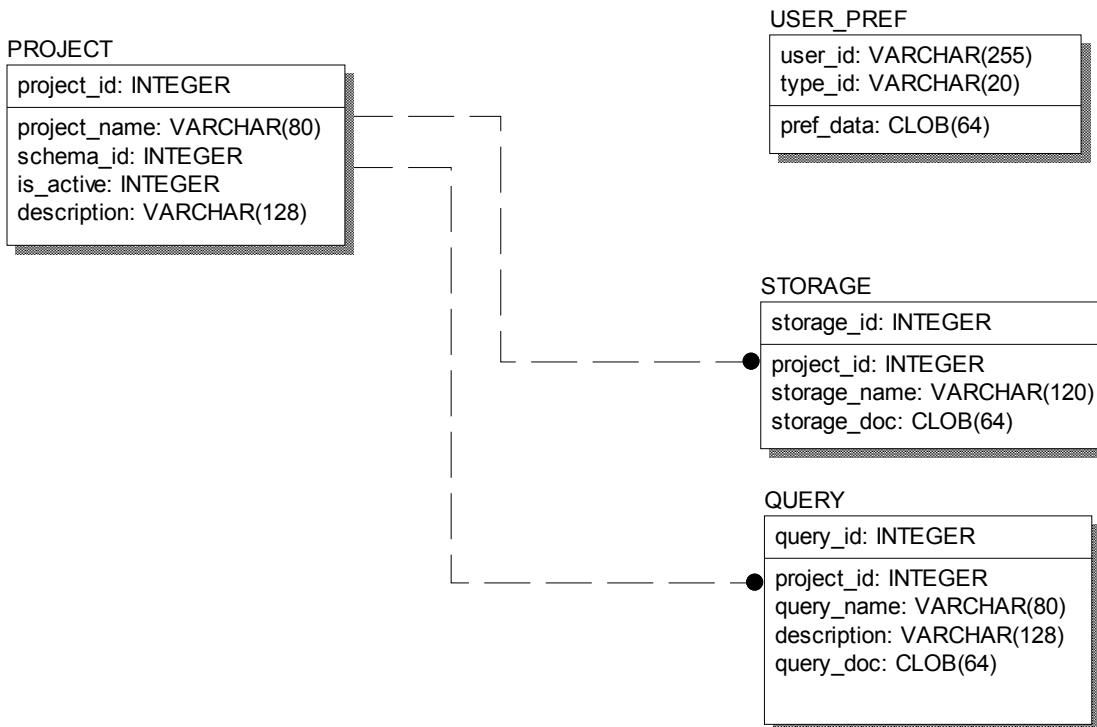 PROJECT
project_id: INTEGER
project_name: VARCHAR(80)
schema_id: INTEGER
is_active: INTEGER
description: VARCHAR(128)
USER_PREF
user_id: VARCHAR(255)
type_id: VARCHAR(20)
pref_data: CLOB(64)
STORAGE
storage_id: INTEGER
project_id: INTEGER
storage_name: VARCHAR(120)
storage_doc: CLOB(64)
QUERY
query_id: INTEGER
project_id: INTEGER
query_name: VARCHAR(80)
description: VARCHAR(128)
query_doc: CLOB(64)